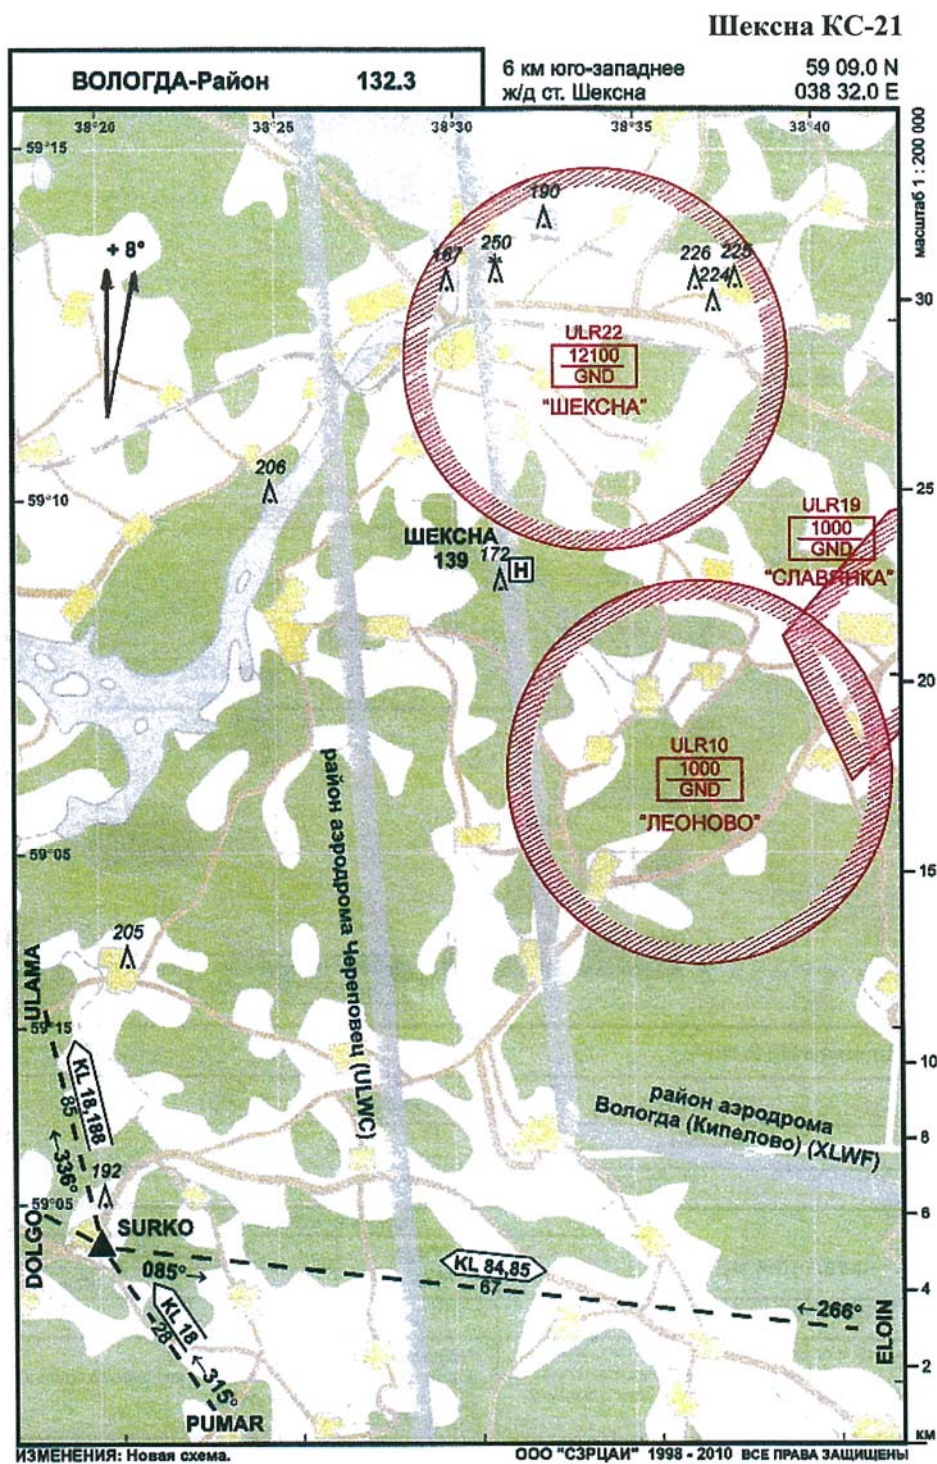 Шексна КС-21
ВОЛОГДА-Район 132.3
6 км юго-западнее 59 09.0 N
ж/д ст. Шексна 038 32.0 E
38°20 38°25 38°30 38°35 38°40
59°15
масштаб 1 : 200 000
+ 8°
190
167
250
226
225
224
30
ULR22
12100
GND
"ШЕКСНА"
206
59°10
25
ULR19
1000
GND
"СЛАВЯНКА"
ШЕКСНА
139
172
H
20
ULR10
1000
GND
"ЛЕОНОВО"
район аэродрома Череповец (ULWC)
59°05
15
205
ULAMA
59°15
10
KL 18,188
85
←336°
район аэродрома
Вологда (Кипелово) (XLWF)
8
192
59°05
6
DOLGO
SURKO
085°→
KL 84,85
67
4
KL 18
28
←315°
←266°
ELOIN
2
PUMAR
км
ИЗМЕНЕНИЯ: Новая схема.
ООО "СЗРЦАИ" 1998 - 2010 ВСЕ ПРАВА ЗАЩИЩЕНЫ